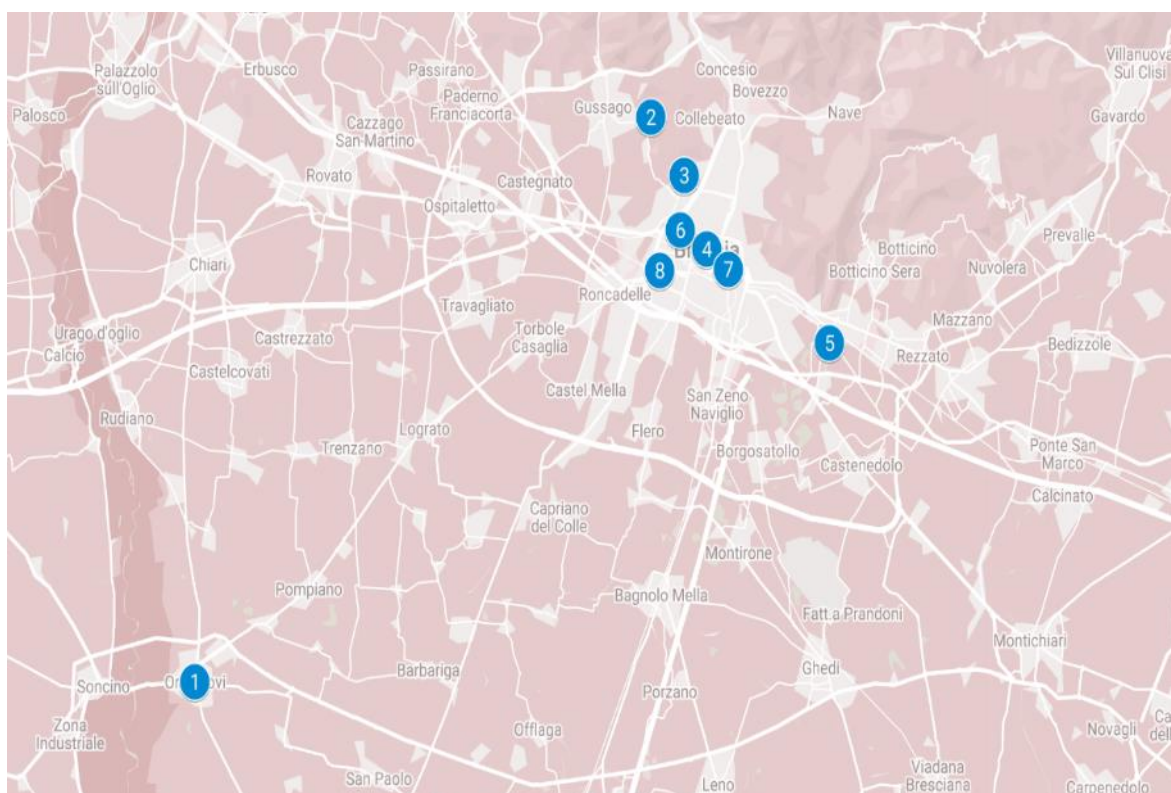 Palazzolo
sull'Oglio
Erbusco
Passirano
Concesio
Villanuova
Sul Clisi
Palosco
Paderno
Franciacorta
Gussago
2
Collebeato
Bovezzo
Nave
Gavardo
Cazzago
San Martino
Rovato
Castegnato
3
Ospitaletto
6
4
7
8
Botticino
Prevalle
Chiari
Botticino Sera
Nuvolera
Roncadelle
Travagliato
Mazzano
Urago d'oglio
Calcio
Castrezzato
Torbole
Casaglia
5
Rezzato
Bedizzole
Castelcovati
Castel Mella
San Zeno
Naviglio
Rudiano
Lograto
Flero
Trenzano
Borgosatollo
Castenedolo
Ponte San
Marco
Calcinato
Capriano
del Colle
Montirone
Pompiano
Bagnolo Mella
Fatt.a Prandoni
Montichiari
Soncino
1
Barbariga
Ghedi
Porzano
Zona
Industriale
Offlaga
Novagli
San Paolo
Leno
Viadana
Bresciana
Carpenedolo